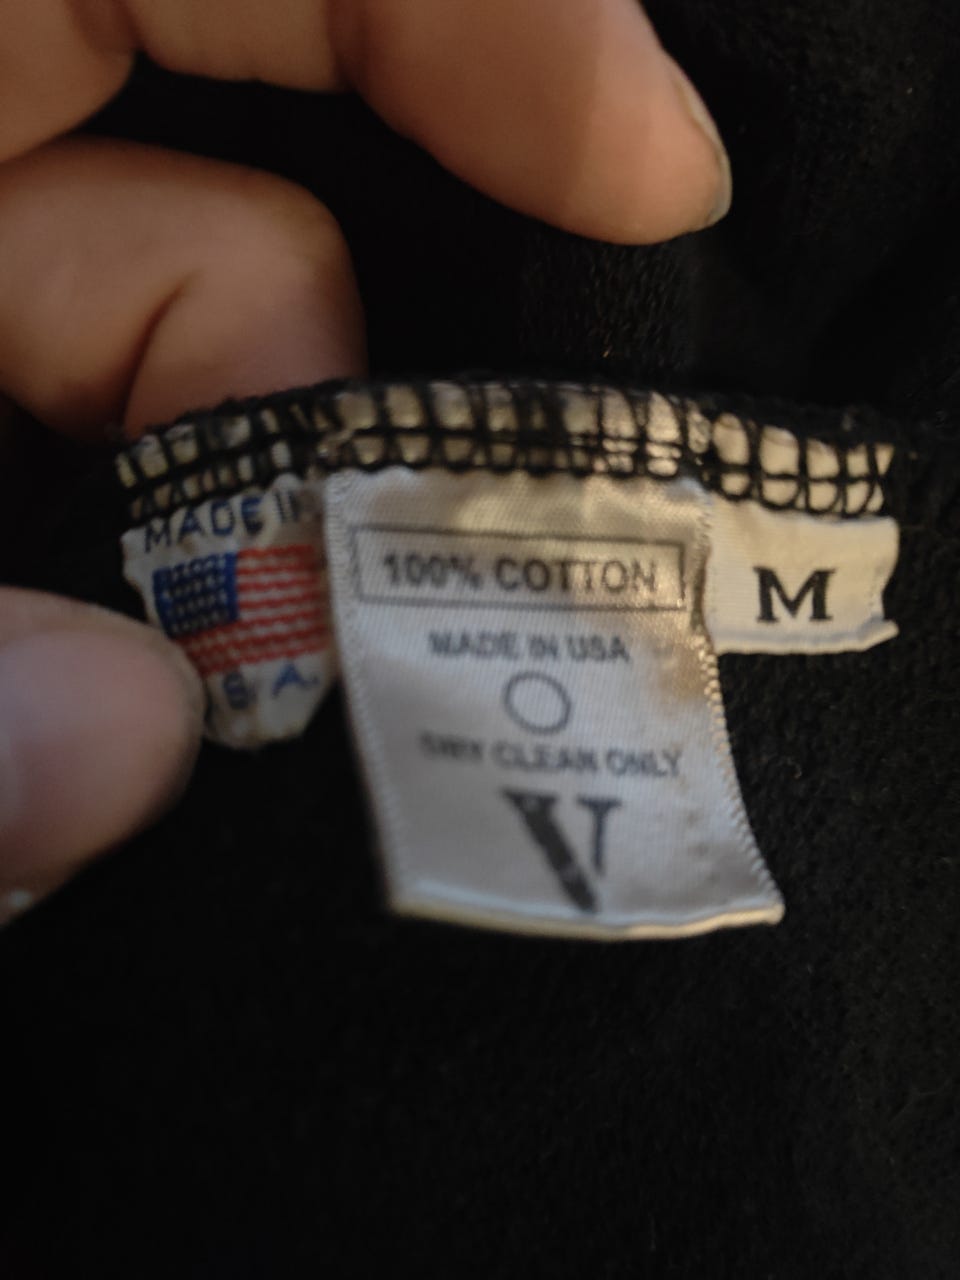 MADE IN
S. A.
100% COTTON
MADE IN USA
DRY CLEAN ONLY
V
M